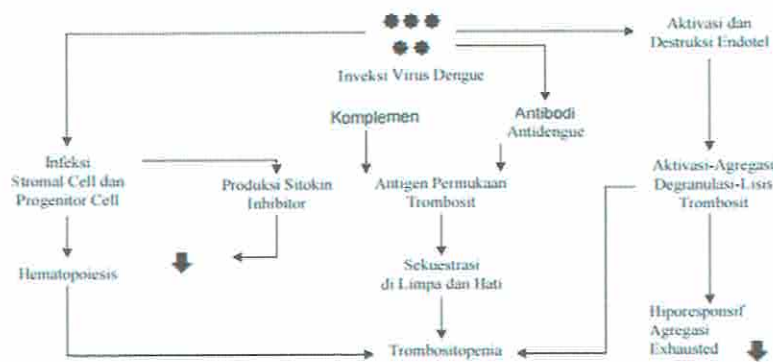 Aktivasi dan
Destruksi Endotel
Inveksi Virus Dengue
Komplemen
Antibodi
Antidengue
Infeksi
Stromal Cell dan
Progenitor Cell
Produksi Sitokin
Inhibitor
Antigen Permukaan
Trombosit
Aktivasi-Agregasi
Degranulasi-Lisis
Trombosit
Hematopoiesis
Sekuestrasi
di Limpa dan Hati
Hiporesponsif
Agregasi
Exhausted
Trombositopenia